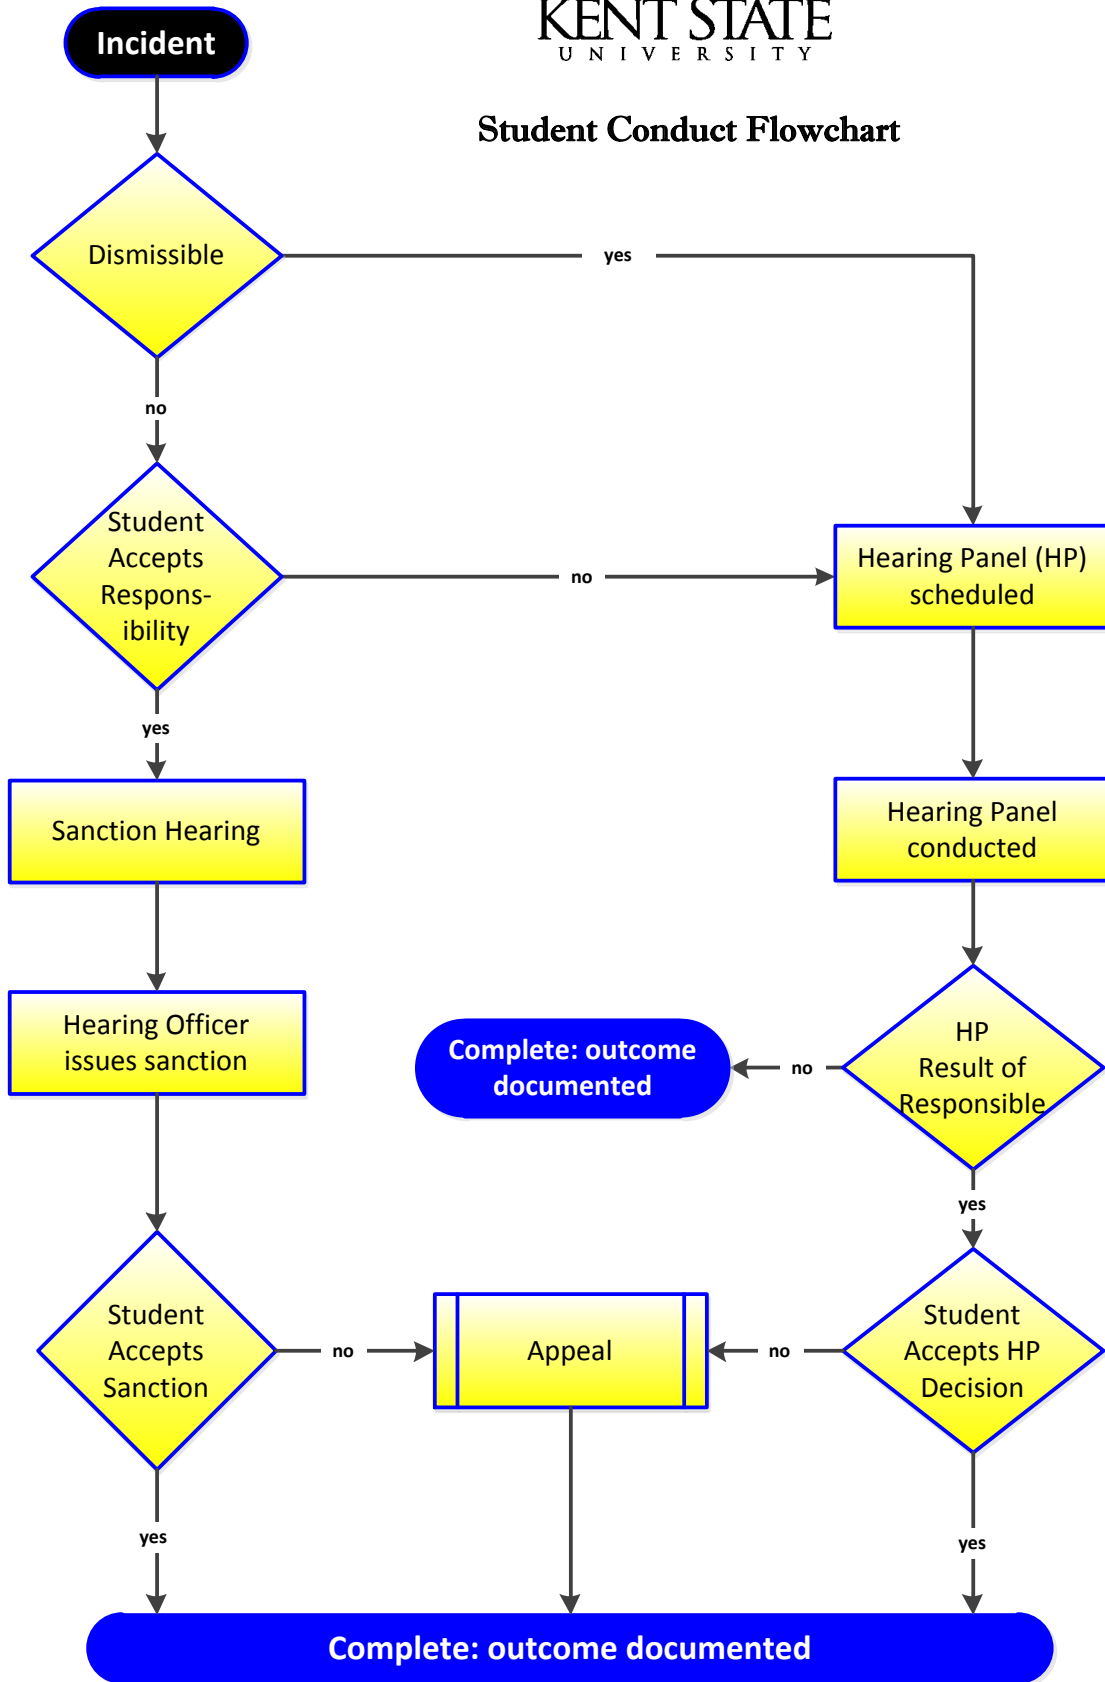 Incident
KENT STATE
UNIVERSITY
Student Conduct Flowchart
Dismissible
yes
no
Student
Accepts
Respons-
ibility
no
Hearing Panel (HP)
scheduled
yes
Sanction Hearing
Hearing Panel
conducted
Hearing Officer
issues sanction
Complete: outcome
documented
no
HP
Result of
Responsible
yes
Student
Accepts
Sanction
no
Appeal
no
Student
Accepts HP
Decision
yes
yes
Complete: outcome documented